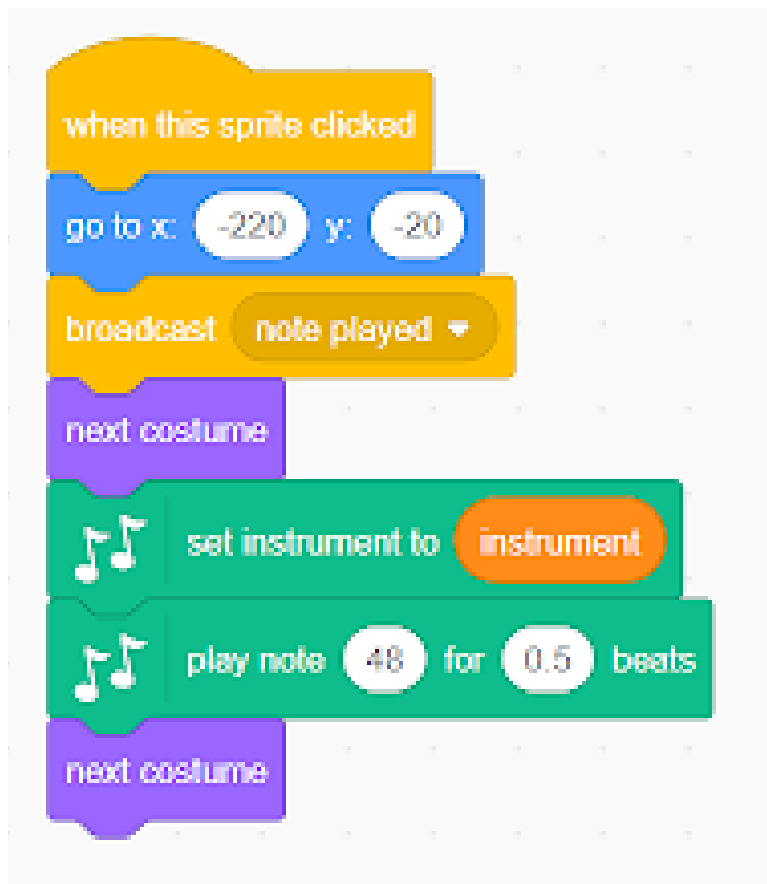 when this sprite clicked
go to x: -220 y: -20
broadcast note played
next costume
set instrument to instrument
play note 48 for 0.5 beats
next costume